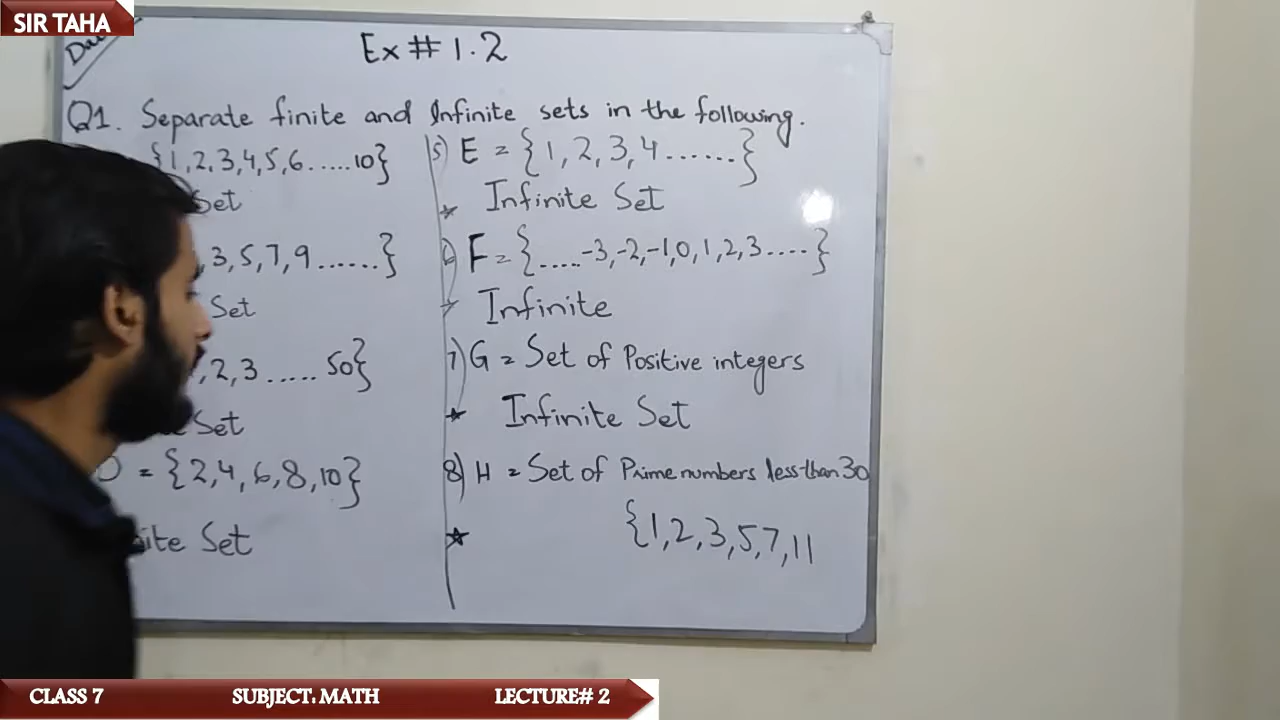 SIR TAHA
Ex # 1.2
Q1. Separate finite and Infinite sets in the following.
{1,2,3,4,5,6.....10}
Set
,3,5,7,9......}
Set
,2,3..... 50}
Set
= {2,4,6,8,10}
ite Set
5) E = {1,2,3,4......}
Infinite Set
F = {.....-3,-2,-1,0,1,2,3....}
Infinite
7) G = Set of Positive integers
Infinite Set
8) H = Set of Prime numbers less than 30
{1,2,3,5,7,11
CLASS 7
SUBJECT: MATH
LECTURE# 2